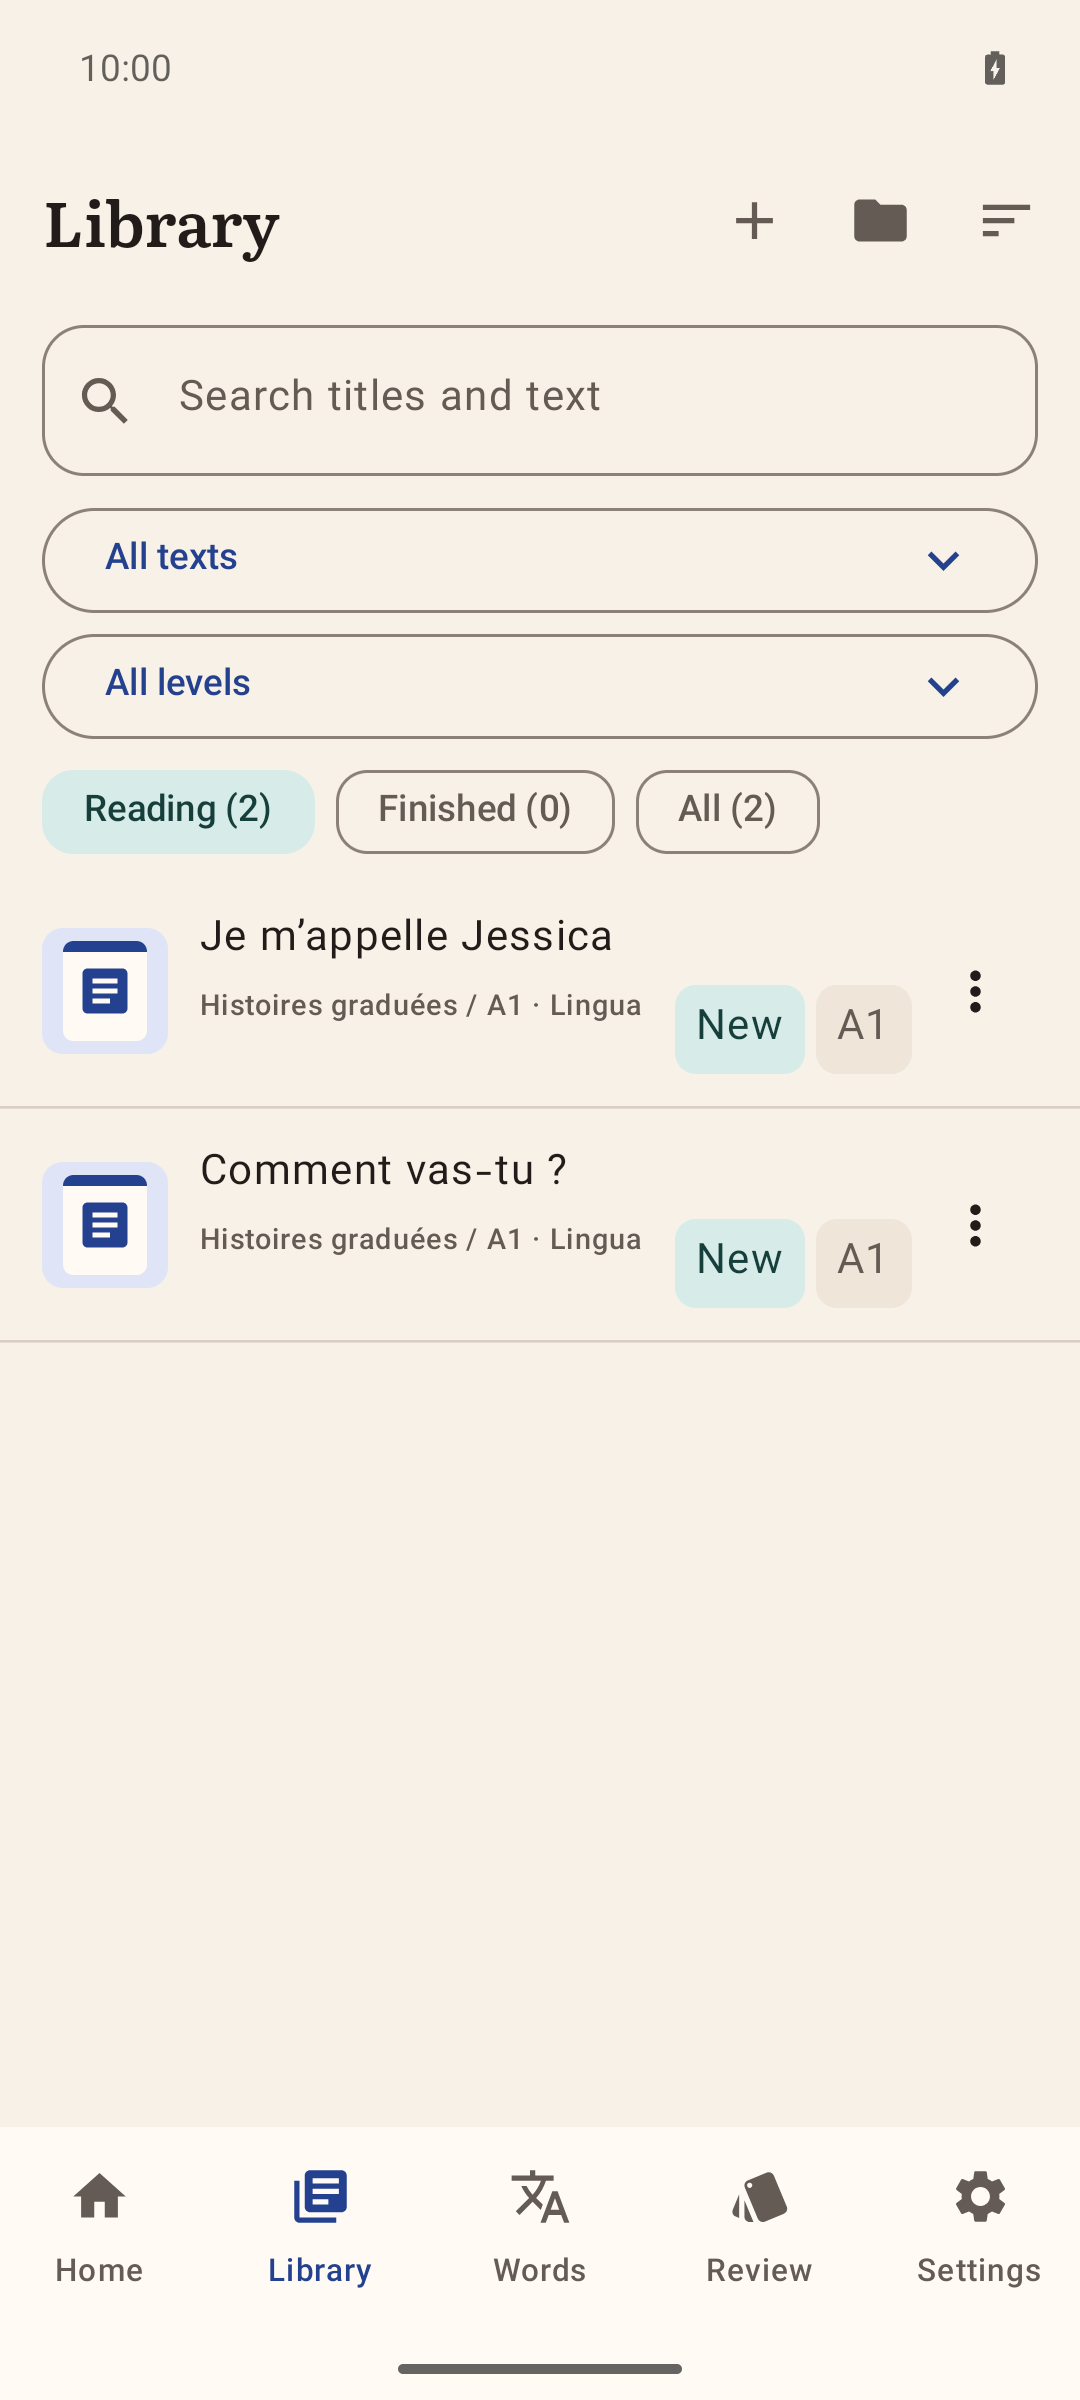 10:00
Library
Search titles and text
All texts
All levels
Reading (2) Finished (0) All (2)
Je m’appelle Jessica
Histoires graduées / A1 · Lingua
New A1
Comment vas-tu ?
Histoires graduées / A1 · Lingua
New A1
Home Library Words Review Settings